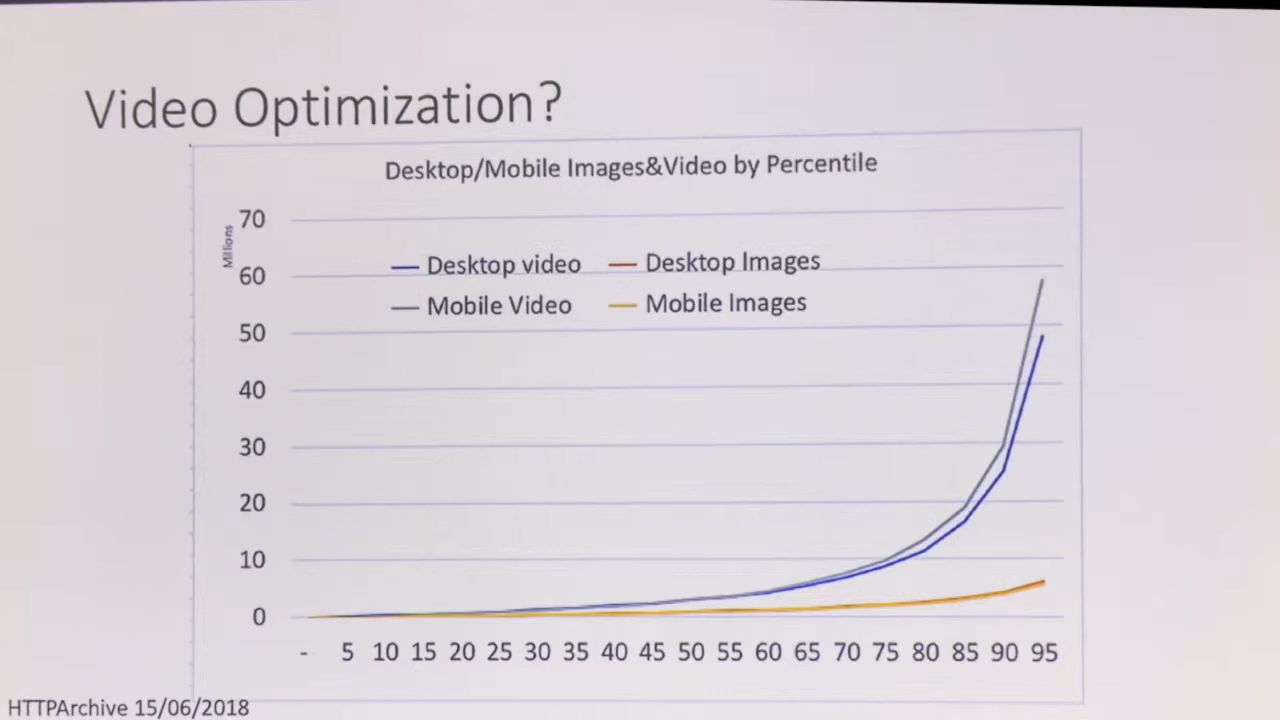 Video Optimization?
Desktop/Mobile Images&Video by Percentile
Millions
70
60
50
40
30
20
10
0
Desktop video
Desktop Images
Mobile Video
Mobile Images
- 5 10 15 20 25 30 35 40 45 50 55 60 65 70 75 80 85 90 95
HTTPArchive 15/06/2018